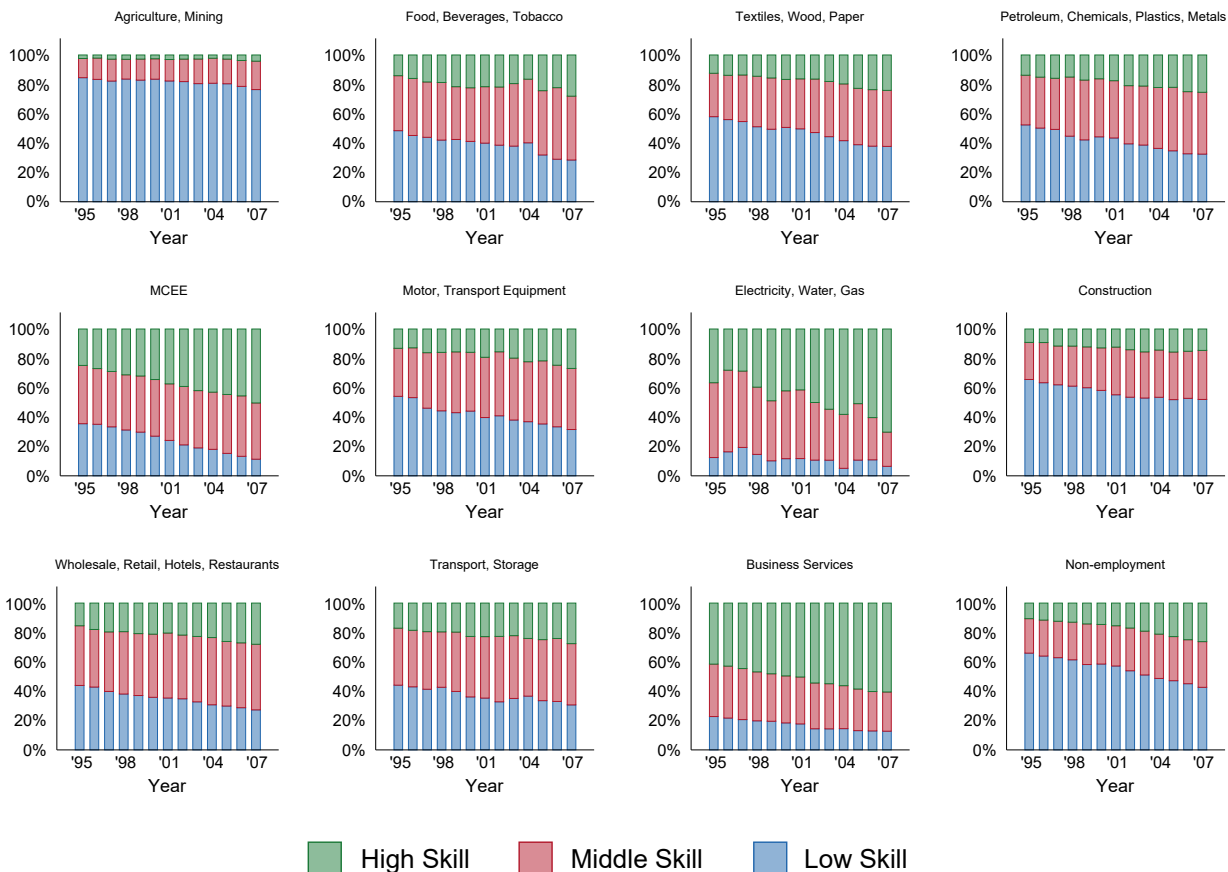 Agriculture, Mining
100%
80%
60%
40%
20%
0%
'95 '98 '01 '04 '07
Year
Food, Beverages, Tobacco
100%
80%
60%
40%
20%
0%
'95 '98 '01 '04 '07
Year
Textiles, Wood, Paper
100%
80%
60%
40%
20%
0%
'95 '98 '01 '04 '07
Year
Petroleum, Chemicals, Plastics, Metals
100%
80%
60%
40%
20%
0%
'95 '98 '01 '04 '07
Year
MCEE
100%
80%
60%
40%
20%
0%
'95 '98 '01 '04 '07
Year
Motor, Transport Equipment
100%
80%
60%
40%
20%
0%
'95 '98 '01 '04 '07
Year
Electricity, Water, Gas
100%
80%
60%
40%
20%
0%
'95 '98 '01 '04 '07
Year
Construction
100%
80%
60%
40%
20%
0%
'95 '98 '01 '04 '07
Year
Wholesale, Retail, Hotels, Restaurants
100%
80%
60%
40%
20%
0%
'95 '98 '01 '04 '07
Year
Transport, Storage
100%
80%
60%
40%
20%
0%
'95 '98 '01 '04 '07
Year
Business Services
100%
80%
60%
40%
20%
0%
'95 '98 '01 '04 '07
Year
Non-employment
100%
80%
60%
40%
20%
0%
'95 '98 '01 '04 '07
Year
High Skill Middle Skill Low Skill